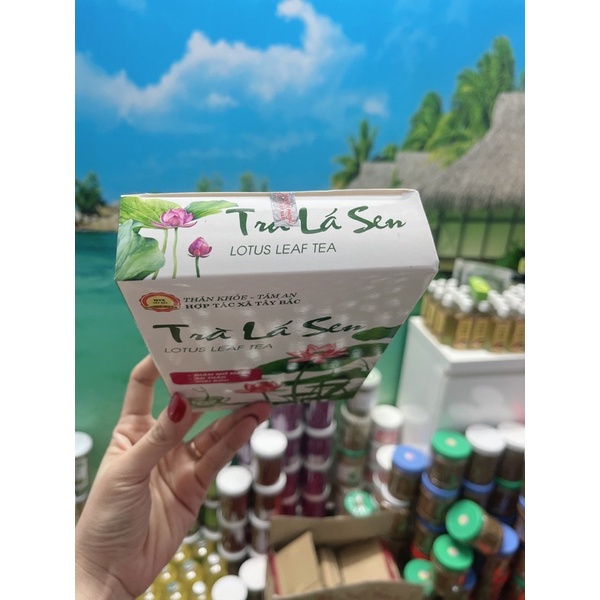 Trà Lá Sen
LOTUS LEAF TEA
THÂN KHỎE - TÂM AN
HỢP TÁC XÃ TÂY BẮC
Trà Lá Sen
LOTUS LEAF TEA